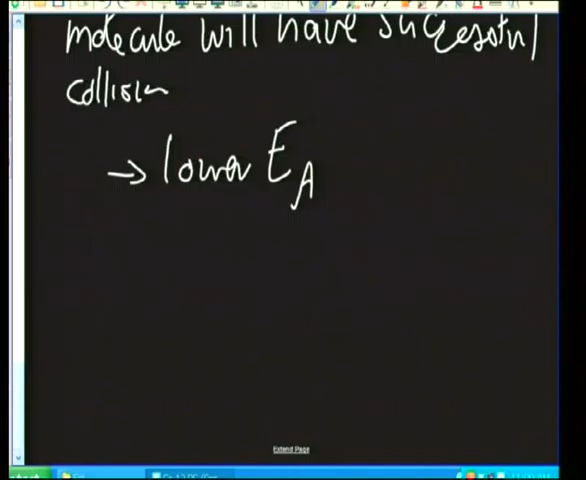 molecule will have successful
collision
→ lower EA
Extend Page